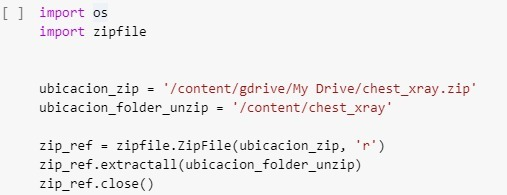 [ ] import os
import zipfile
ubicacion_zip = '/content/gdrive/My Drive/chest_xray.zip'
ubicacion_folder_unzip = '/content/chest_xray'
zip_ref = zipfile.ZipFile(ubicacion_zip, 'r')
zip_ref.extractall(ubicacion_folder_unzip)
zip_ref.close()